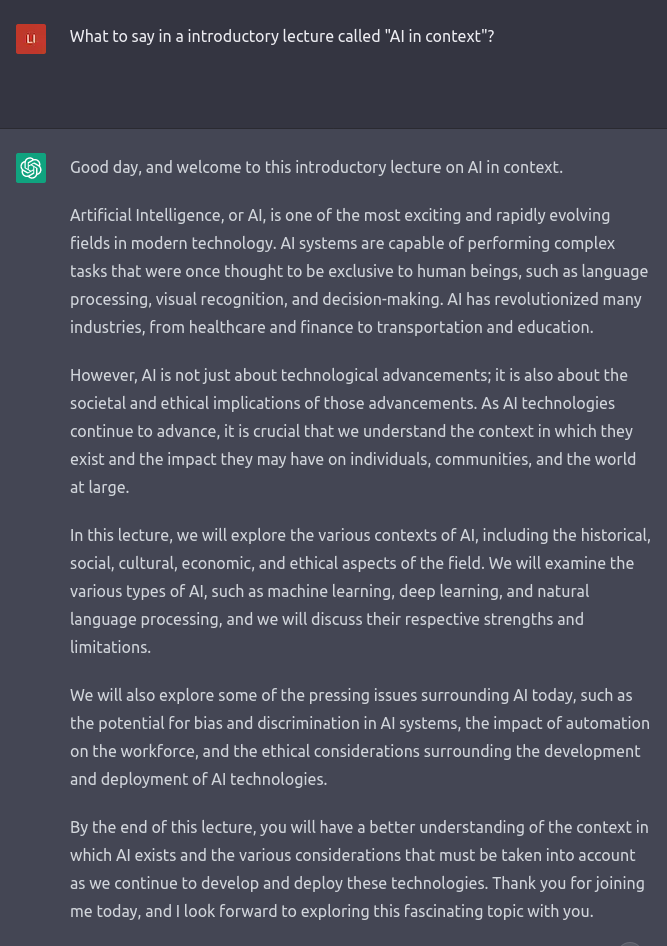 LI
What to say in a introductory lecture called "AI in context"?
Good day, and welcome to this introductory lecture on AI in context.
Artificial Intelligence, or AI, is one of the most exciting and rapidly evolving
fields in modern technology. AI systems are capable of performing complex
tasks that were once thought to be exclusive to human beings, such as language
processing, visual recognition, and decision-making. AI has revolutionized many
industries, from healthcare and finance to transportation and education.
However, AI is not just about technological advancements; it is also about the
societal and ethical implications of those advancements. As AI technologies
continue to advance, it is crucial that we understand the context in which they
exist and the impact they may have on individuals, communities, and the world
at large.
In this lecture, we will explore the various contexts of AI, including the historical,
social, cultural, economic, and ethical aspects of the field. We will examine the
various types of AI, such as machine learning, deep learning, and natural
language processing, and we will discuss their respective strengths and
limitations.
We will also explore some of the pressing issues surrounding AI today, such as
the potential for bias and discrimination in AI systems, the impact of automation
on the workforce, and the ethical considerations surrounding the development
and deployment of AI technologies.
By the end of this lecture, you will have a better understanding of the context in
which AI exists and the various considerations that must be taken into account
as we continue to develop and deploy these technologies. Thank you for joining
me today, and I look forward to exploring this fascinating topic with you.